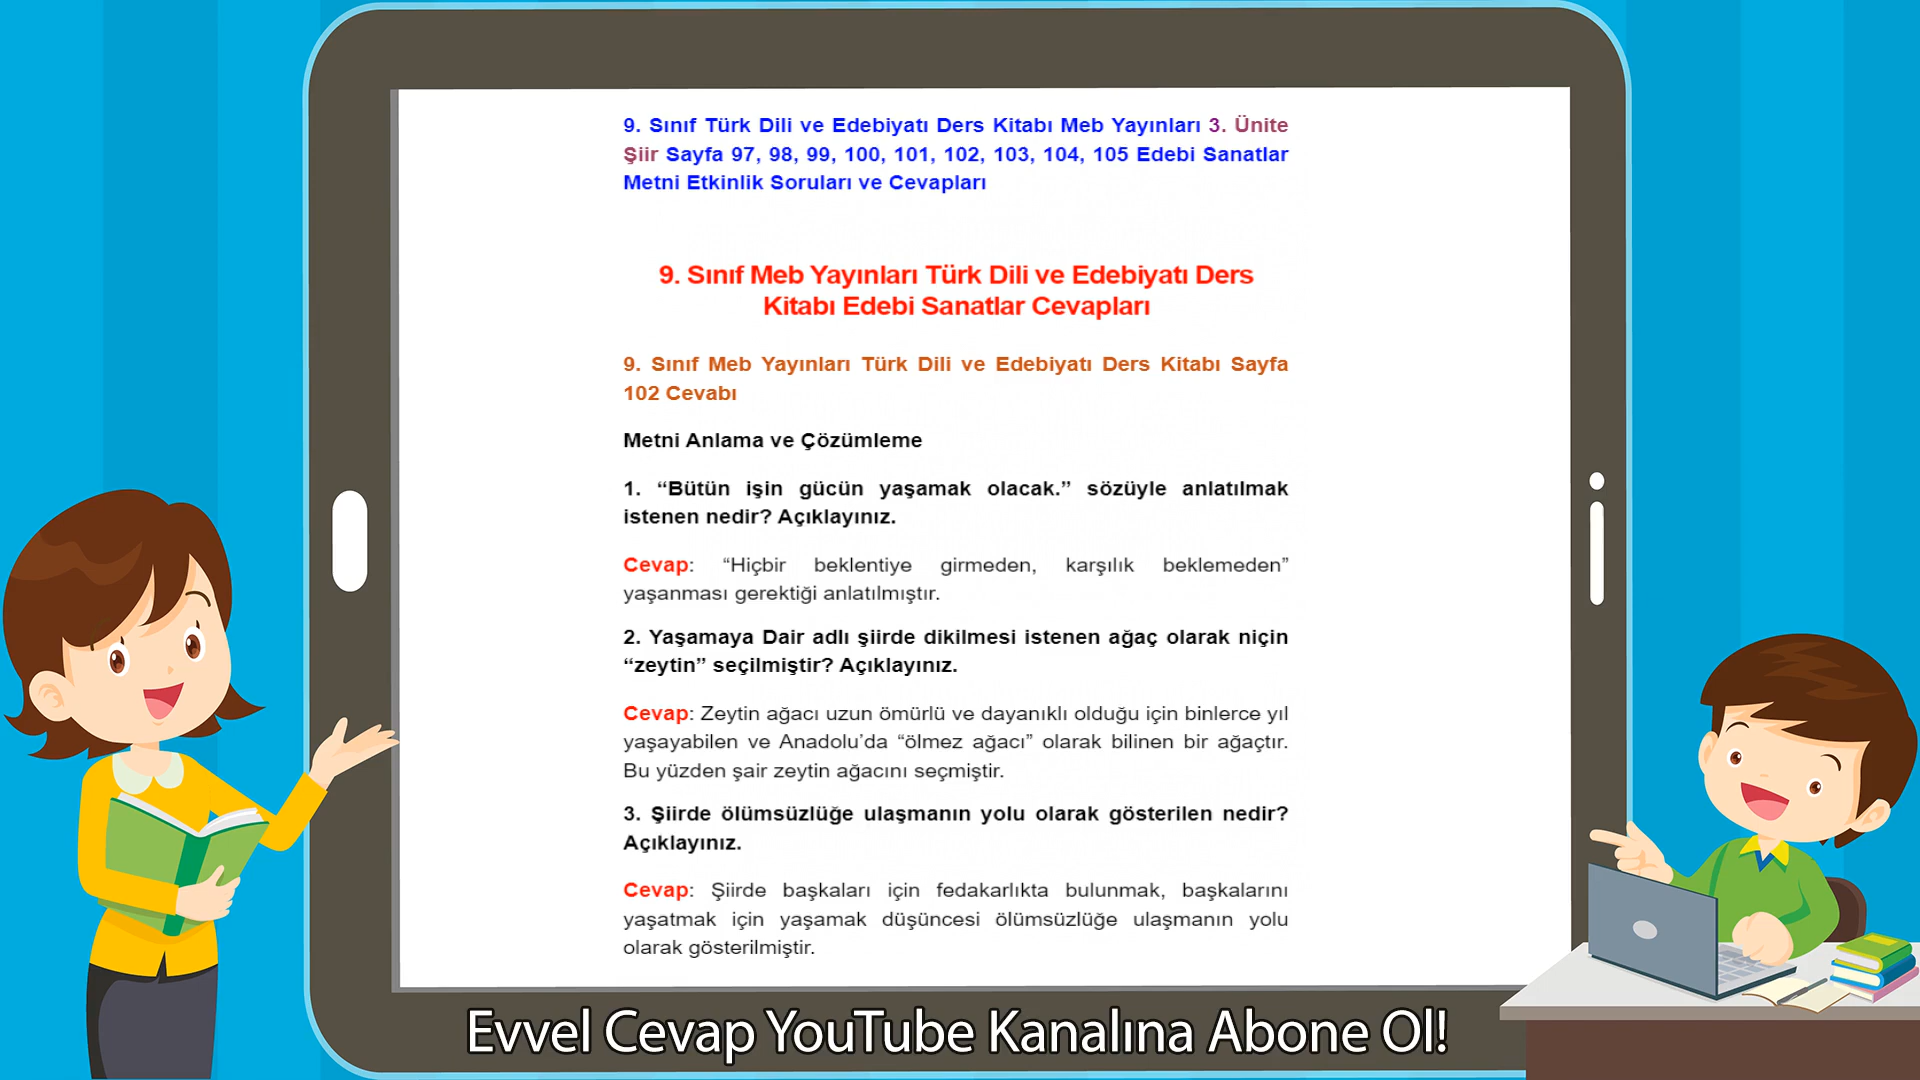 9. Sınıf Türk Dili ve Edebiyatı Ders Kitabı Meb Yayınları 3. Ünite
Şiir Sayfa 97, 98, 99, 100, 101, 102, 103, 104, 105 Edebi Sanatlar
Metni Etkinlik Soruları ve Cevapları
9. Sınıf Meb Yayınları Türk Dili ve Edebiyatı Ders
Kitabı Edebi Sanatlar Cevapları
9. Sınıf Meb Yayınları Türk Dili ve Edebiyatı Ders Kitabı Sayfa
102 Cevabı
Metni Anlama ve Çözümleme
1. “Bütün işin gücün yaşamak olacak.” sözüyle anlatılmak
istenen nedir? Açıklayınız.
Cevap: “Hiçbir beklentiye girmeden, karşılık beklemeden”
yaşanması gerektiği anlatılmıştır.
2. Yaşamaya Dair adlı şiirde dikilmesi istenen ağaç olarak niçin
“zeytin” seçilmiştir? Açıklayınız.
Cevap: Zeytin ağacı uzun ömürlü ve dayanıklı olduğu için binlerce yıl
yaşayabilen ve Anadolu’da “ölmez ağacı” olarak bilinen bir ağaçtır.
Bu yüzden şair zeytin ağacını seçmiştir.
3. Şiirde ölümsüzlüğe ulaşmanın yolu olarak gösterilen nedir?
Açıklayınız.
Cevap: Şiirde başkaları için fedakarlıkta bulunmak, başkalarını
yaşatmak için yaşamak düşüncesi ölümsüzlüğe ulaşmanın yolu
olarak gösterilmiştir.
Evvel Cevap YouTube Kanalına Abone Ol!